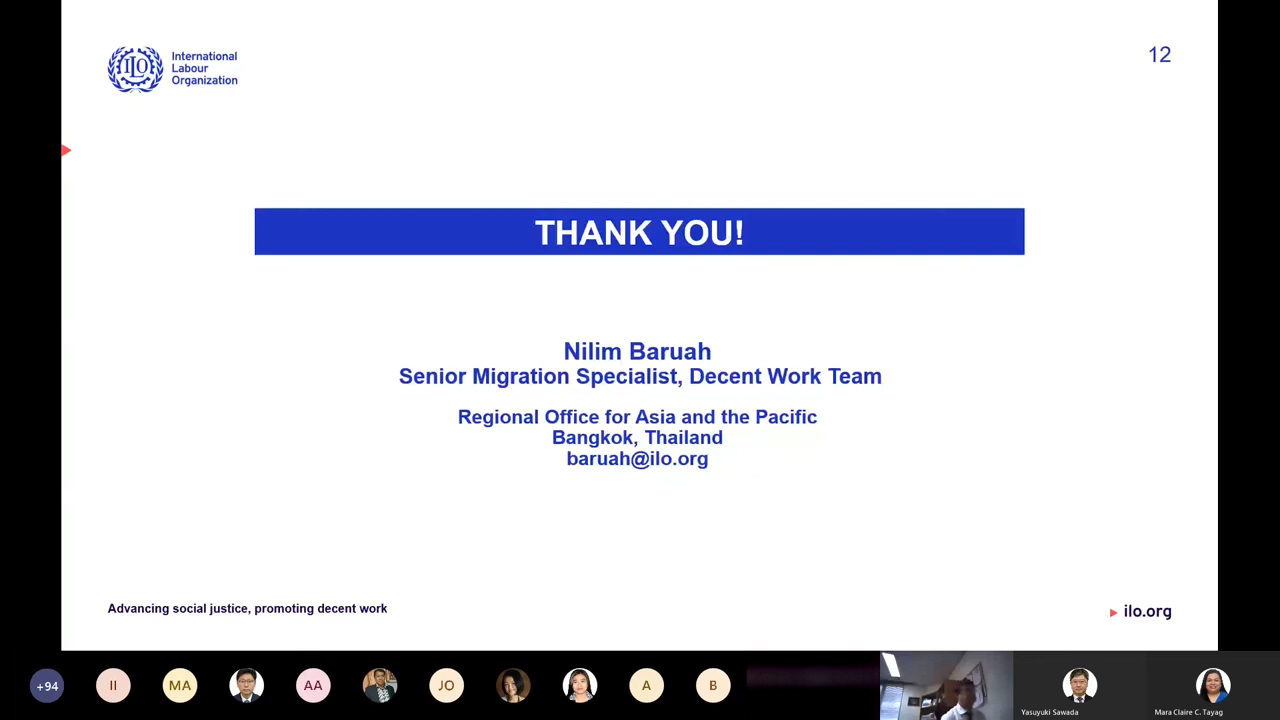 International
Labour
Organization
ILO
12
THANK YOU!
Nilim Baruah
Senior Migration Specialist, Decent Work Team
Regional Office for Asia and the Pacific
Bangkok, Thailand
baruah@ilo.org
Advancing social justice, promoting decent work
ilo.org
+94
II
MA
AA
JO
A
B
Yasuyuki Sawada
Mara Claire C. Tayag